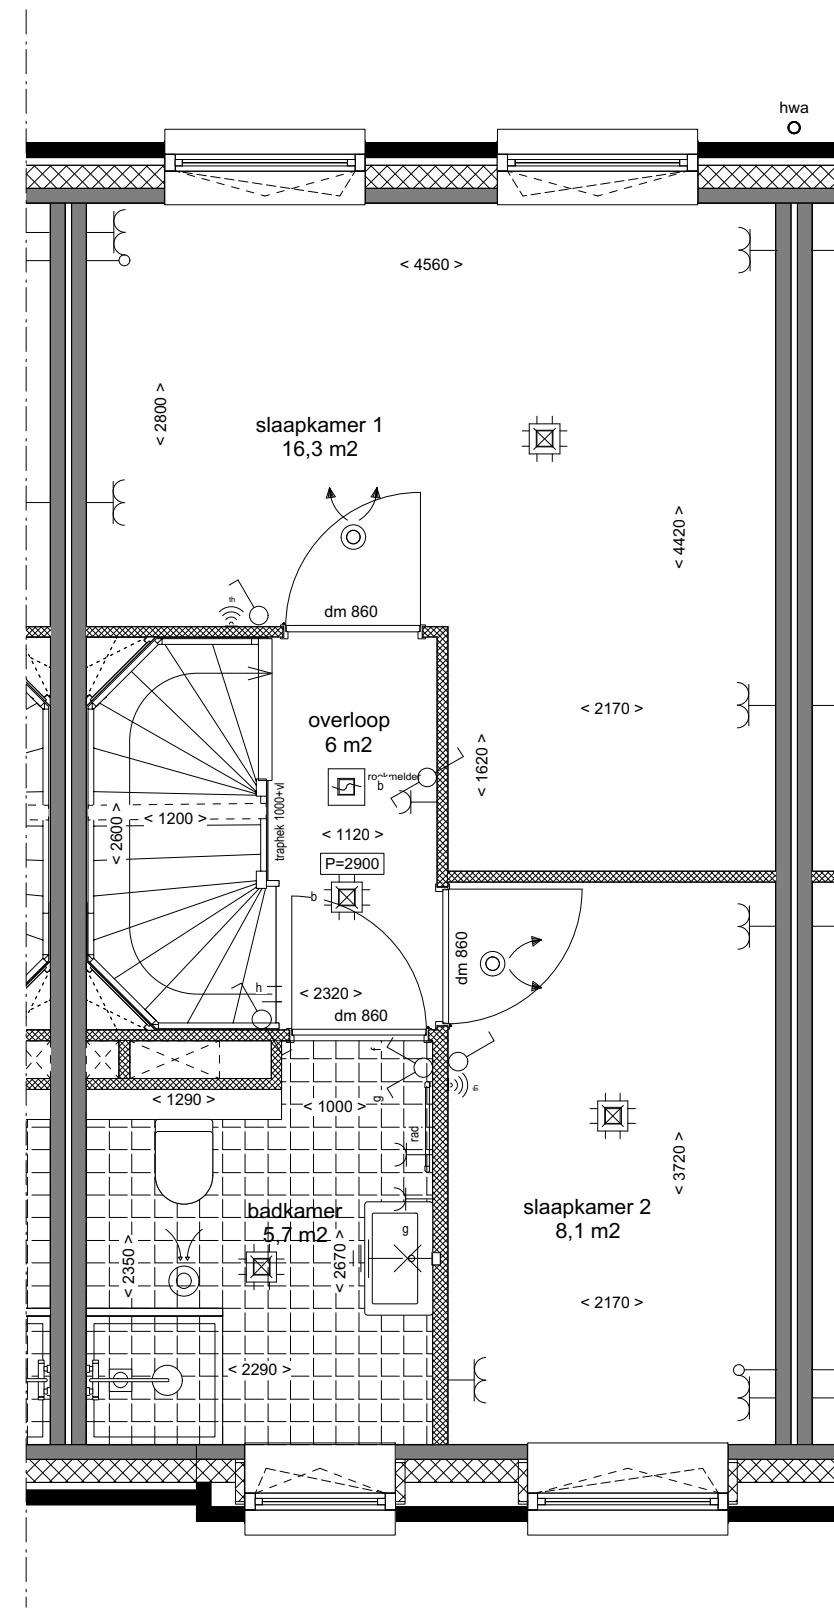 hwa
< 4560 >
< 2800 >
slaapkamer 1
16,3 m2
< 4420 >
dm 860
th
overloop
6 m2
< 2170 >
< 1620 >
rookmelder
b
traphek 1000+vl
< 2600 >
< 1200 >
< 1120 >
P=2900
b
dm 860
h
< 2320 >
dm 860
f
g
th
< 1290 >
< 1000 >
rad
< 3720 >
badkamer
5,7 m2
slaapkamer 2
8,1 m2
g
< 2350 >
< 2670 >
< 2170 >
< 2290 >